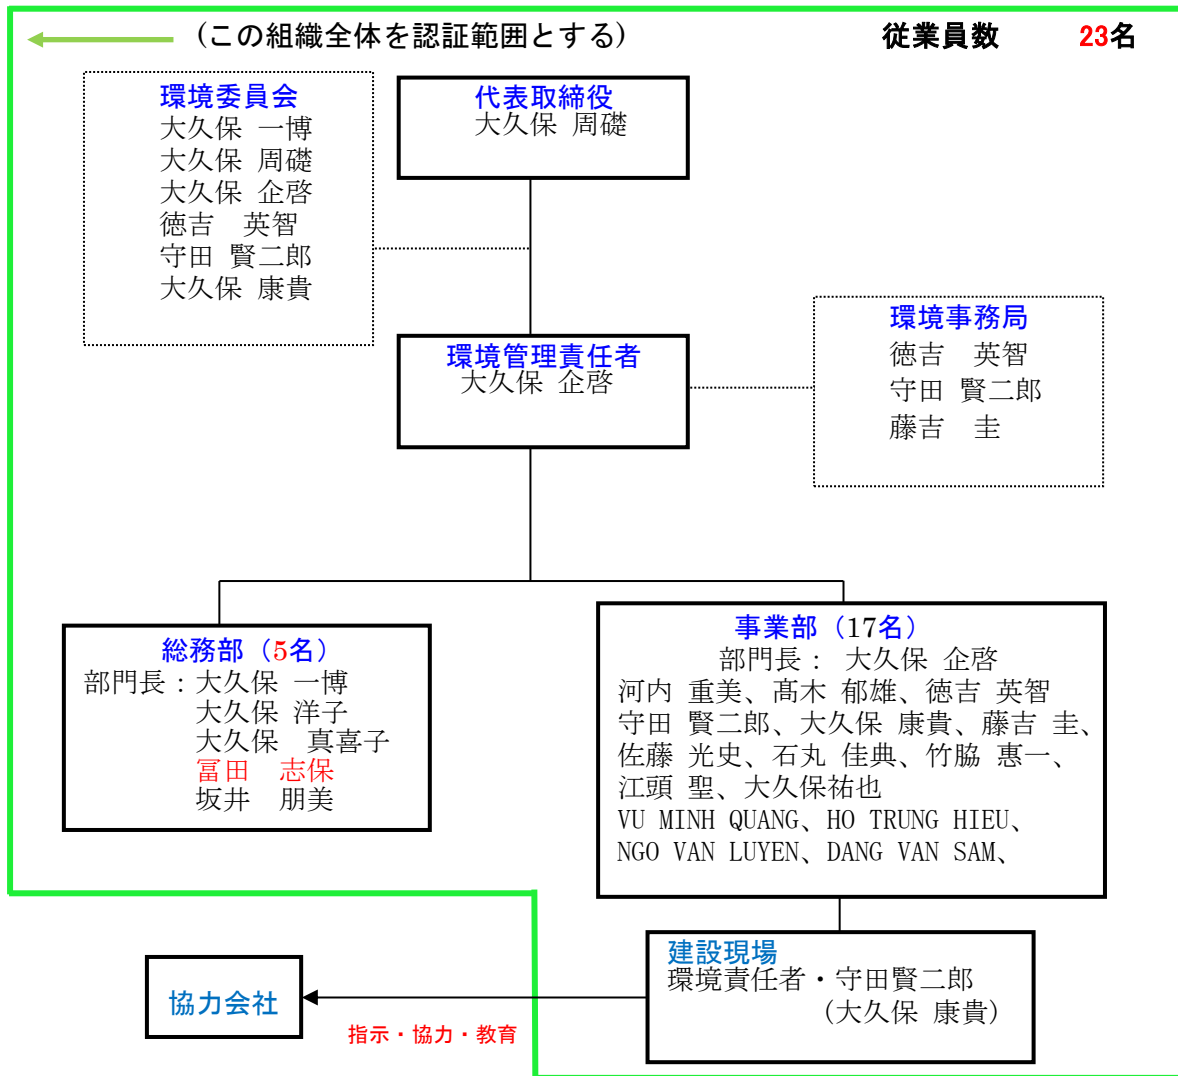 (この組織全体を認証範囲とする) 従業員数 23名
環境委員会
大久保 一博
大久保 周礎
大久保 企啓
徳吉 英智
守田 賢二郎
大久保 康貴
代表取締役
大久保 周礎
環境管理責任者
大久保 企啓
環境事務局
徳吉 英智
守田 賢二郎
藤吉 圭
総務部（5名）
部門長：大久保 一博
大久保 洋子
大久保 真喜子
冨田 志保
坂井 朋美
事業部（17名）
部門長： 大久保 企啓
河内 重美、髙木 郁雄、徳吉 英智
守田 賢二郎、大久保 康貴、藤吉 圭、
佐藤 光史、石丸 佳典、竹脇 惠一、
江頭 聖、大久保祐也
VU MINH QUANG、HO TRUNG HIEU、
NGO VAN LUYEN、DANG VAN SAM、
建設現場
環境責任者・守田賢二郎
（大久保 康貴）
協力会社
指示・協力・教育